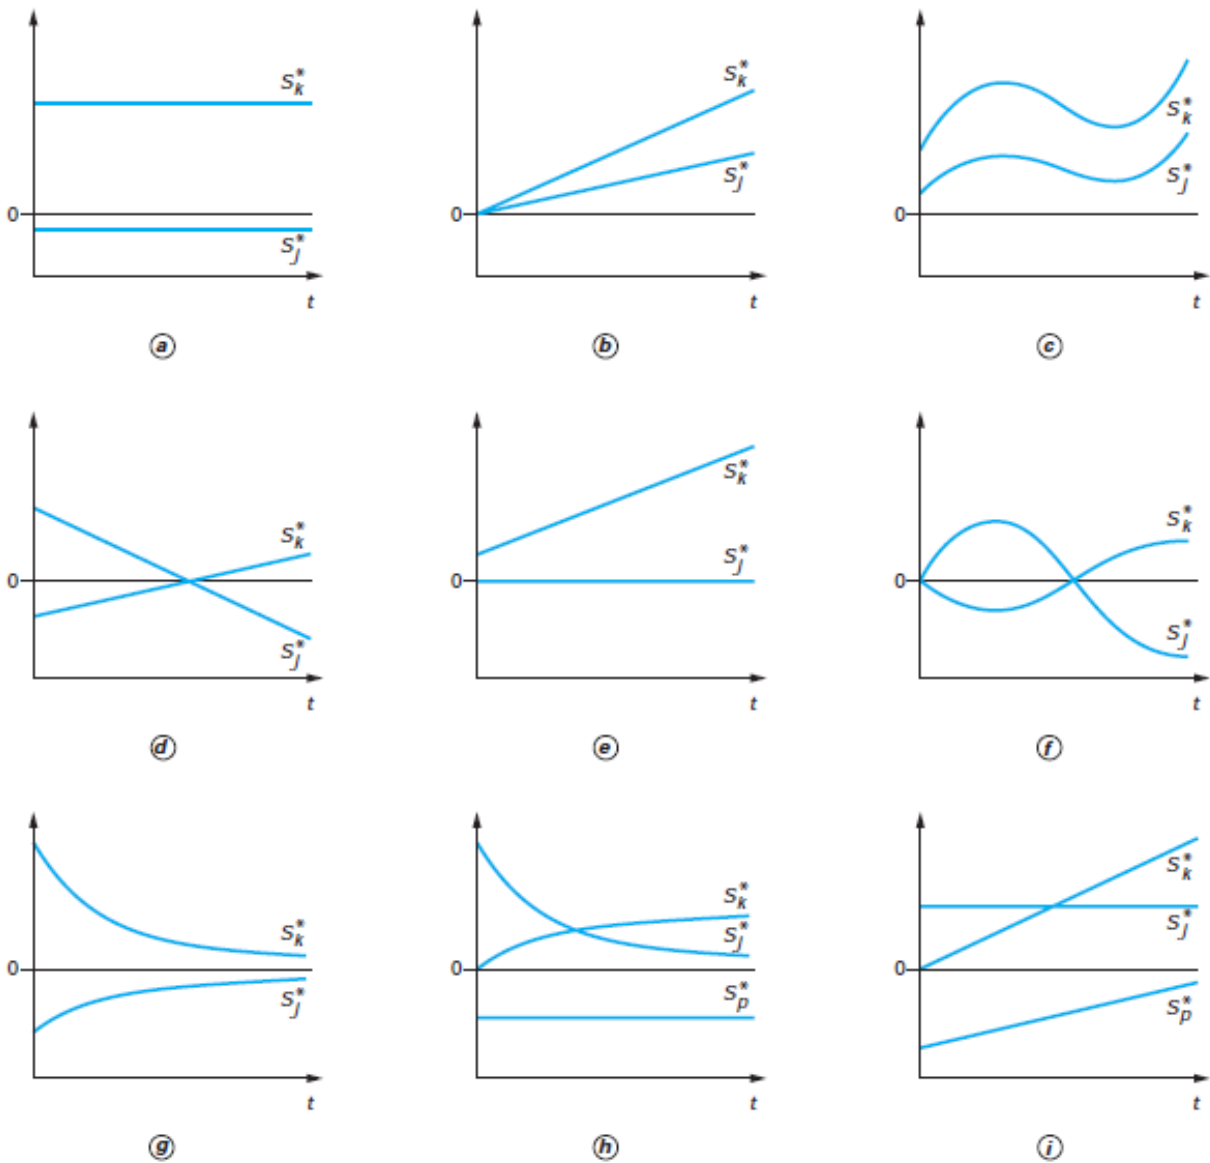 S*k S*k S*k
0 S*j 0 S*j 0 S*j
t t t
a b c
S*k S*k S*k
0 S*j 0 S*j 0 S*j
t t t
d e f
S*k S*k S*k
0 S*j 0 S*j 0 S*j
S*p S*p
t t t
g h i